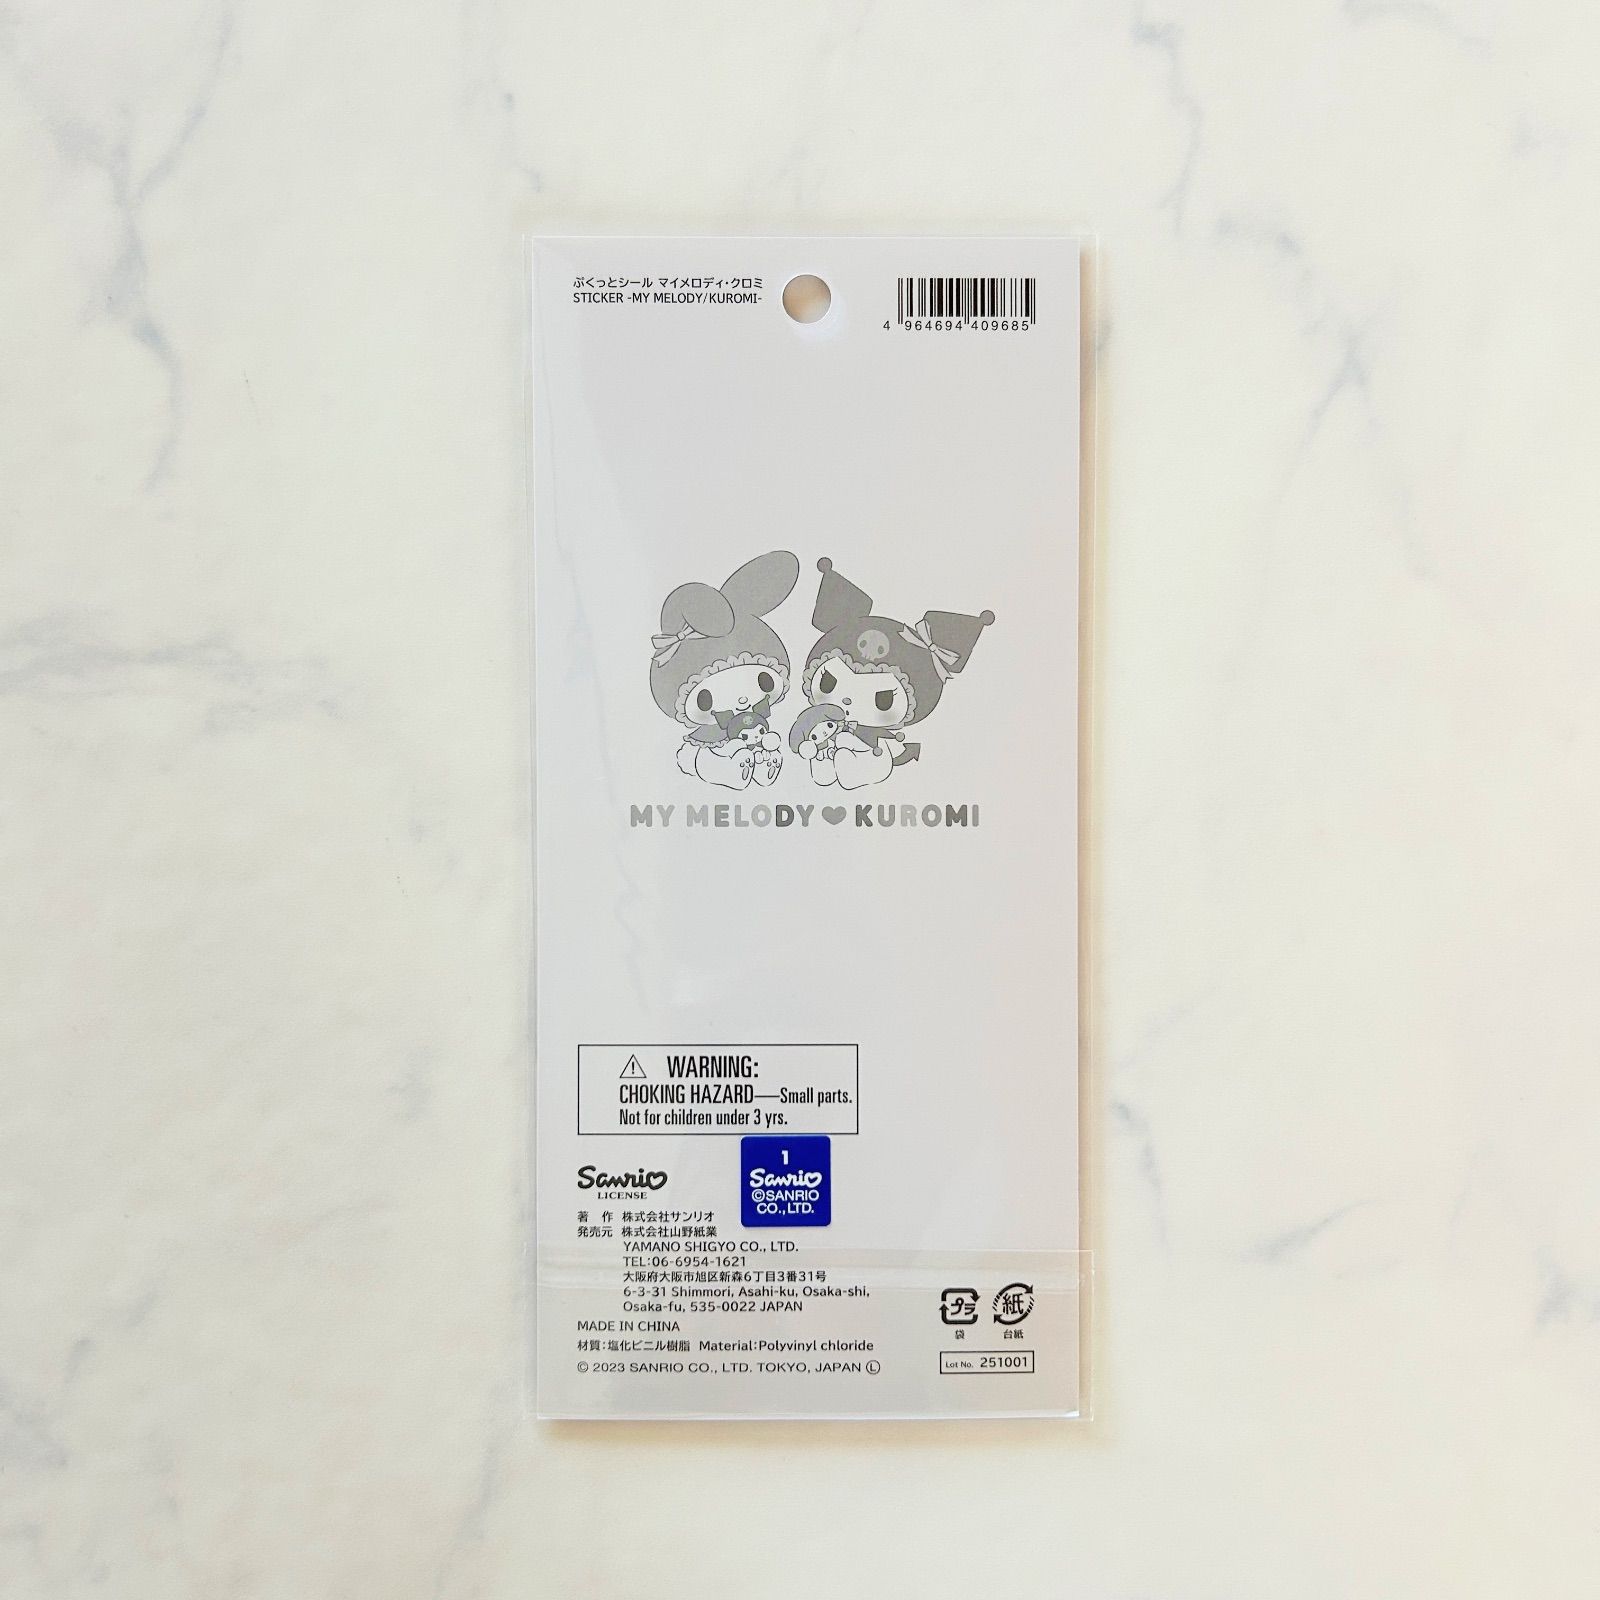 ぷくっとシール マイメロディ・クロミ
STICKER -MY MELODY/KUROMI-
4 964694 409685
MY MELODY♥KUROMI
⚠ WARNING:
CHOKING HAZARD—Small parts.
Not for children under 3 yrs.
Sanrio
LICENSE
1
Sanrio
©SANRIO
CO.,LTD.
著 作 株式会社サンリオ
発売元 株式会社山野紙業
YAMANO SHIGYO CO., LTD.
TEL:06-6954-1621
大阪府大阪市旭区新森6丁目3番31号
6-3-31 Shimmori, Asahi-ku, Osaka-shi,
Osaka-fu, 535-0022 JAPAN
MADE IN CHINA
材質:塩化ビニル樹脂 Material:Polyvinyl chloride
© 2023 SANRIO CO., LTD. TOKYO, JAPAN Ⓛ
プラ
袋
紙
台紙
Lot No. 251001